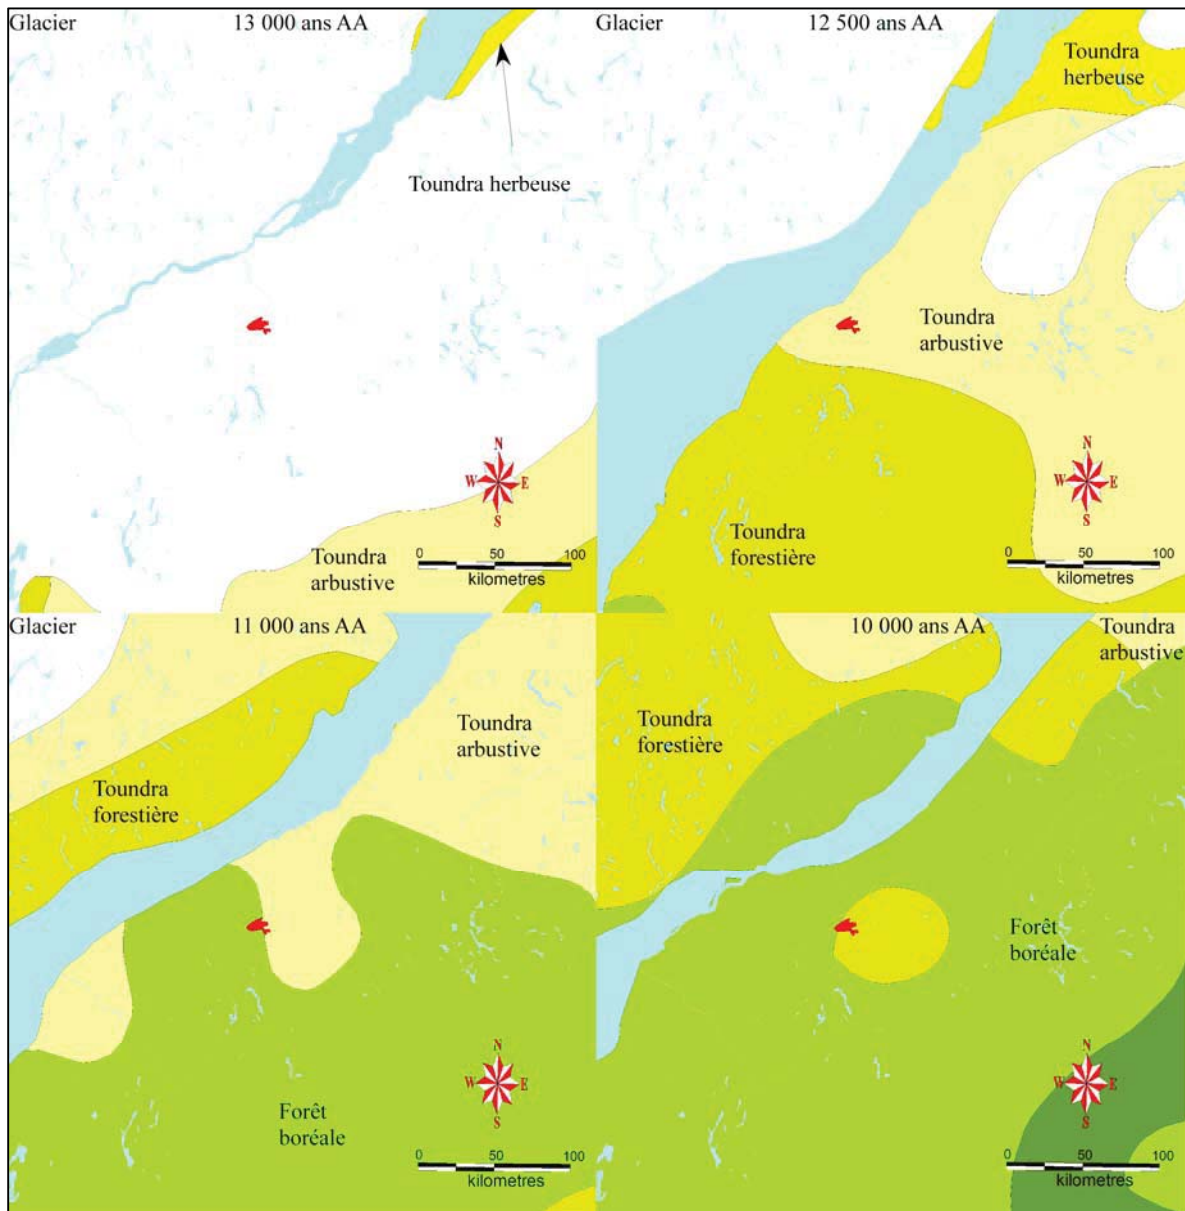 Glacier
13 000 ans AA
Toundra herbeuse
Toundra
arbustive
N
W
E
S
0
50
100
kilometres
Glacier
12 500 ans AA
Toundra
herbeuse
Toundra
arbustive
Toundra
forestière
N
W
E
S
0
50
100
kilometres
Glacier
11 000 ans AA
Toundra
arbustive
Toundra
forestière
Forêt
boréale
N
W
E
S
0
50
100
kilometres
10 000 ans AA
Toundra
arbustive
Toundra
forestière
Forêt
boréale
N
W
E
S
0
50
100
kilometres